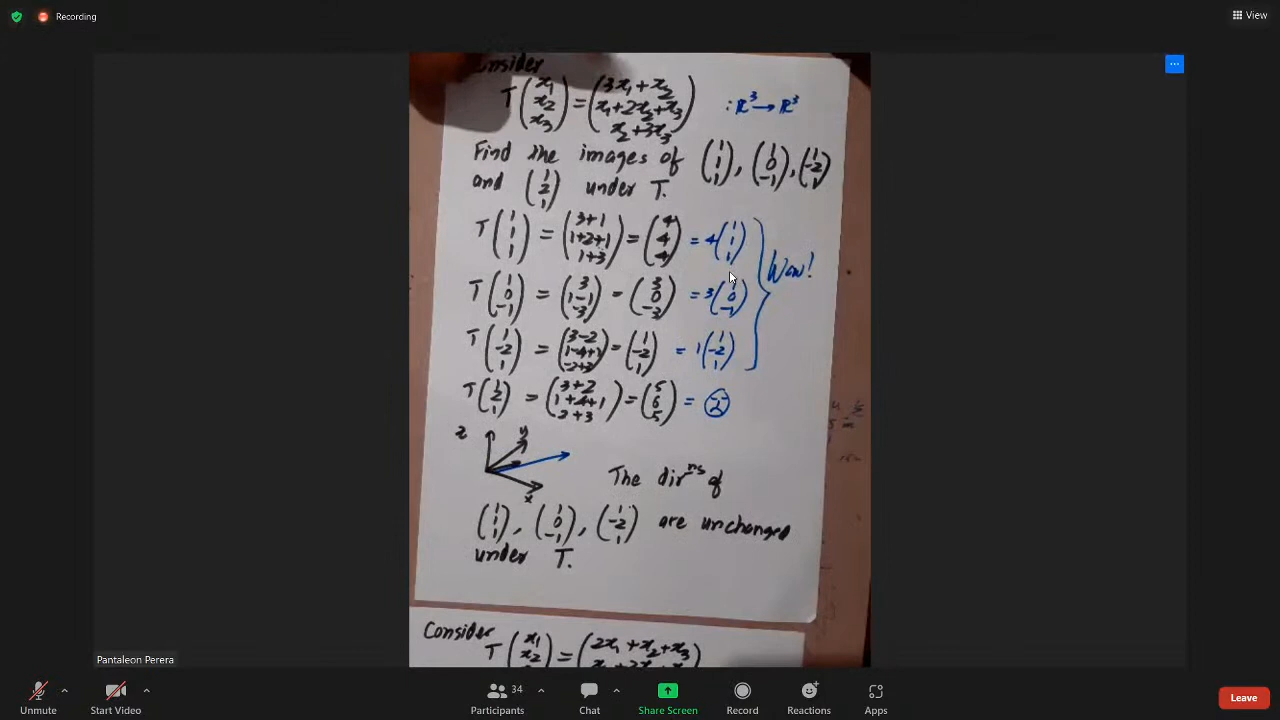 Recording
View
Consider
T(x1 x2 x3) = (3x1+x2 x1+2x2+x3 x2+3x3) : ℝ³→ℝ³
Find the images of (1 1 1), (1 0 -1), (1 -2 1)
and (1 2 1) under T.
T(1 1 1) = (3+1 1+2+1 1+3) = (4 4 4) = 4(1 1 1)
Wow!
T(1 0 -1) = (3 1-1 -3) = (3 0 -3) = 3(1 0 -1)
T(1 -2 1) = (3-2 1-4+1 -2+3) = (1 -2 1) = 1(1 -2 1)
T(1 2 1) = (3+2 1+4+1 2+3) = (5 6 5) =
z y
x
The dirns of
(1 1 1), (1 0 -1), (1 -2 1) are unchanged
under T.
Consider
T(x1 x2 = (2x1+x2+x3
Pantaleon Perera
34
Unmute
Start Video
Participants
Chat
Share Screen
Record
Reactions
Apps
Leave